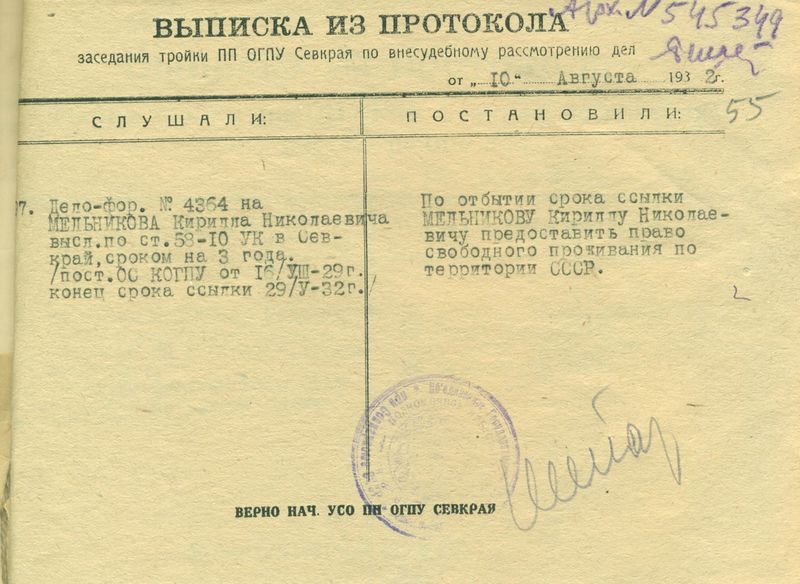 Арх. № 545349
ВЫПИСКА ИЗ ПРОТОКОЛА
заседания тройки ПП ОГПУ Севкрая по внесудебному рассмотрению дел
от „10“ Августа 1932г.
55
СЛУШАЛИ:
ПОСТАНОВИЛИ:
7. Дело-фор. № 4364 на
МЕЛЬНИКОВА Кирилла Николаевича
высл.по ст.58-10 УК в Сев-
край,сроком на 3 года.
/пост.ОС КОГПУ от 16/УШ-29г.
конец срока ссылки 29/У-32г./
По отбытии срока ссылки
МЕЛЬНИКОВУ Кириллу Николае-
вичу предоставить право
свободного проживания по
территории СССР.
ВЕРНО НАЧ. УСО ПП ОГПУ СЕВКРАЯ